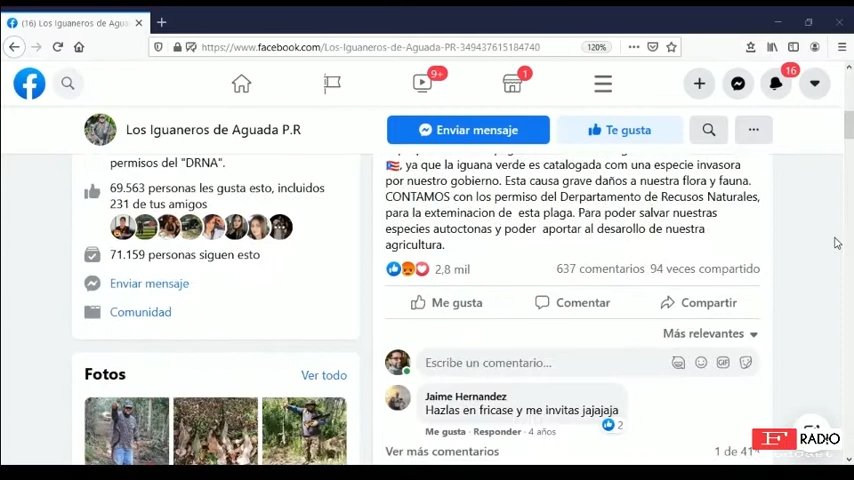 (16) Los Iguaneros de Agua
https://www.facebook.com/Los-Iguaneros-de-Aguada-PR-349437615184740
120%
9+
1
16
Los Iguaneros de Aguada P.R
Enviar mensaje
Te gusta
permisos del "DRNA".
69.563 personas les gusta esto, incluidos
231 de tus amigos
71.159 personas siguen esto
Enviar mensaje
Comunidad
Fotos
Ver todo
, ya que la iguana verde es catalogada com una especie invasora
por nuestro gobierno. Esta causa grave daños a nuestra flora y fauna.
CONTAMOS con los permiso del Derpartamento de Recusos Naturales,
para la exteminacion de esta plaga. Para poder salvar nuestras
especies autoctonas y poder aportar al desarollo de nuestra
agricultura.
2,8 mil
637 comentarios 94 veces compartido
Me gusta
Comentar
Compartir
Más relevantes
Escribe un comentario...
GIF
Jaime Hernandez
Hazlas en fricase y me invitas jajajaja
2
Me gusta · Responder · 4 años
Ver más comentarios
1 de 41
RADIO